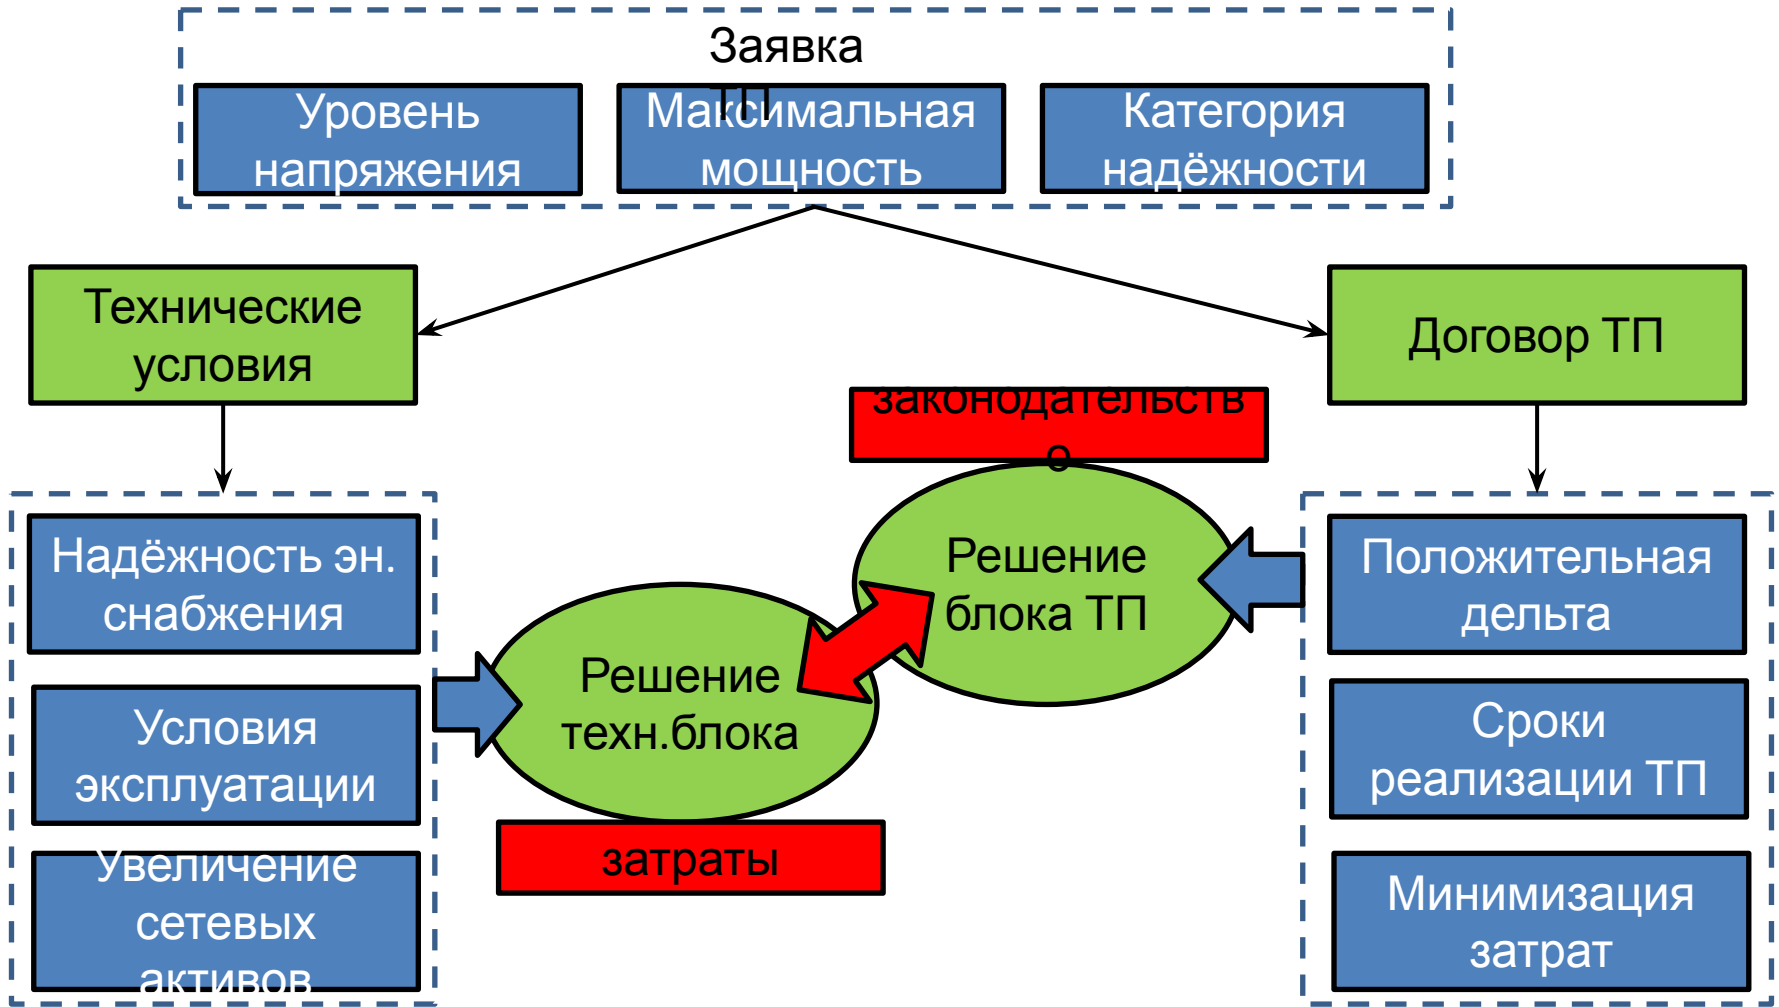 Заявка
ТП
Уровень
напряжения
Максимальная
мощность
Категория
надёжности
Технические
условия
Договор ТП
законодательств
о
Надёжность эн.
снабжения
Условия
эксплуатации
Увеличение
сетевых
активов
Решение
техн.блока
затраты
Решение
блока ТП
Положительная
дельта
Сроки
реализации ТП
Минимизация
затрат